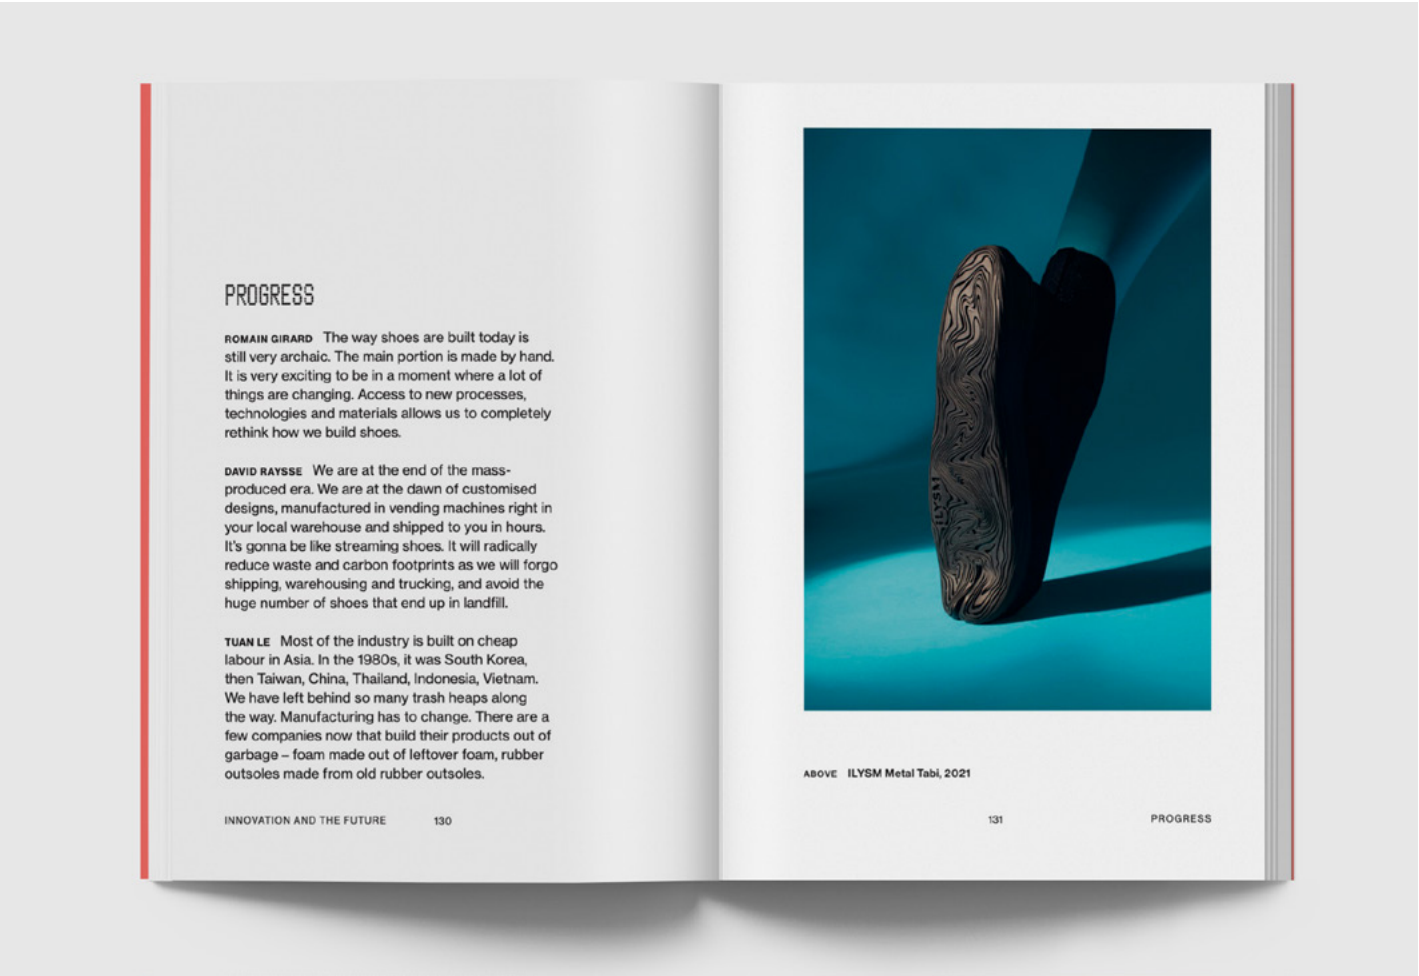 PROGRESS
ROMAIN GIRARD The way shoes are built today is
still very archaic. The main portion is made by hand.
It is very exciting to be in a moment where a lot of
things are changing. Access to new processes,
technologies and materials allows us to completely
rethink how we build shoes.
DAVID RAYSSE We are at the end of the mass-
produced era. We are at the dawn of customised
designs, manufactured in vending machines right in
your local warehouse and shipped to you in hours.
It's gonna be like streaming shoes. It will radically
reduce waste and carbon footprints as we will forgo
shipping, warehousing and trucking, and avoid the
huge number of shoes that end up in landfill.
TUAN LE Most of the industry is built on cheap
labour in Asia. In the 1980s, it was South Korea,
then Taiwan, China, Thailand, Indonesia, Vietnam.
We have left behind so many trash heaps along
the way. Manufacturing has to change. There are a
few companies now that build their products out of
garbage – foam made out of leftover foam, rubber
outsoles made from old rubber outsoles.
INNOVATION AND THE FUTURE 130
ILYSM
ABOVE ILYSM Metal Tabi, 2021
131 PROGRESS